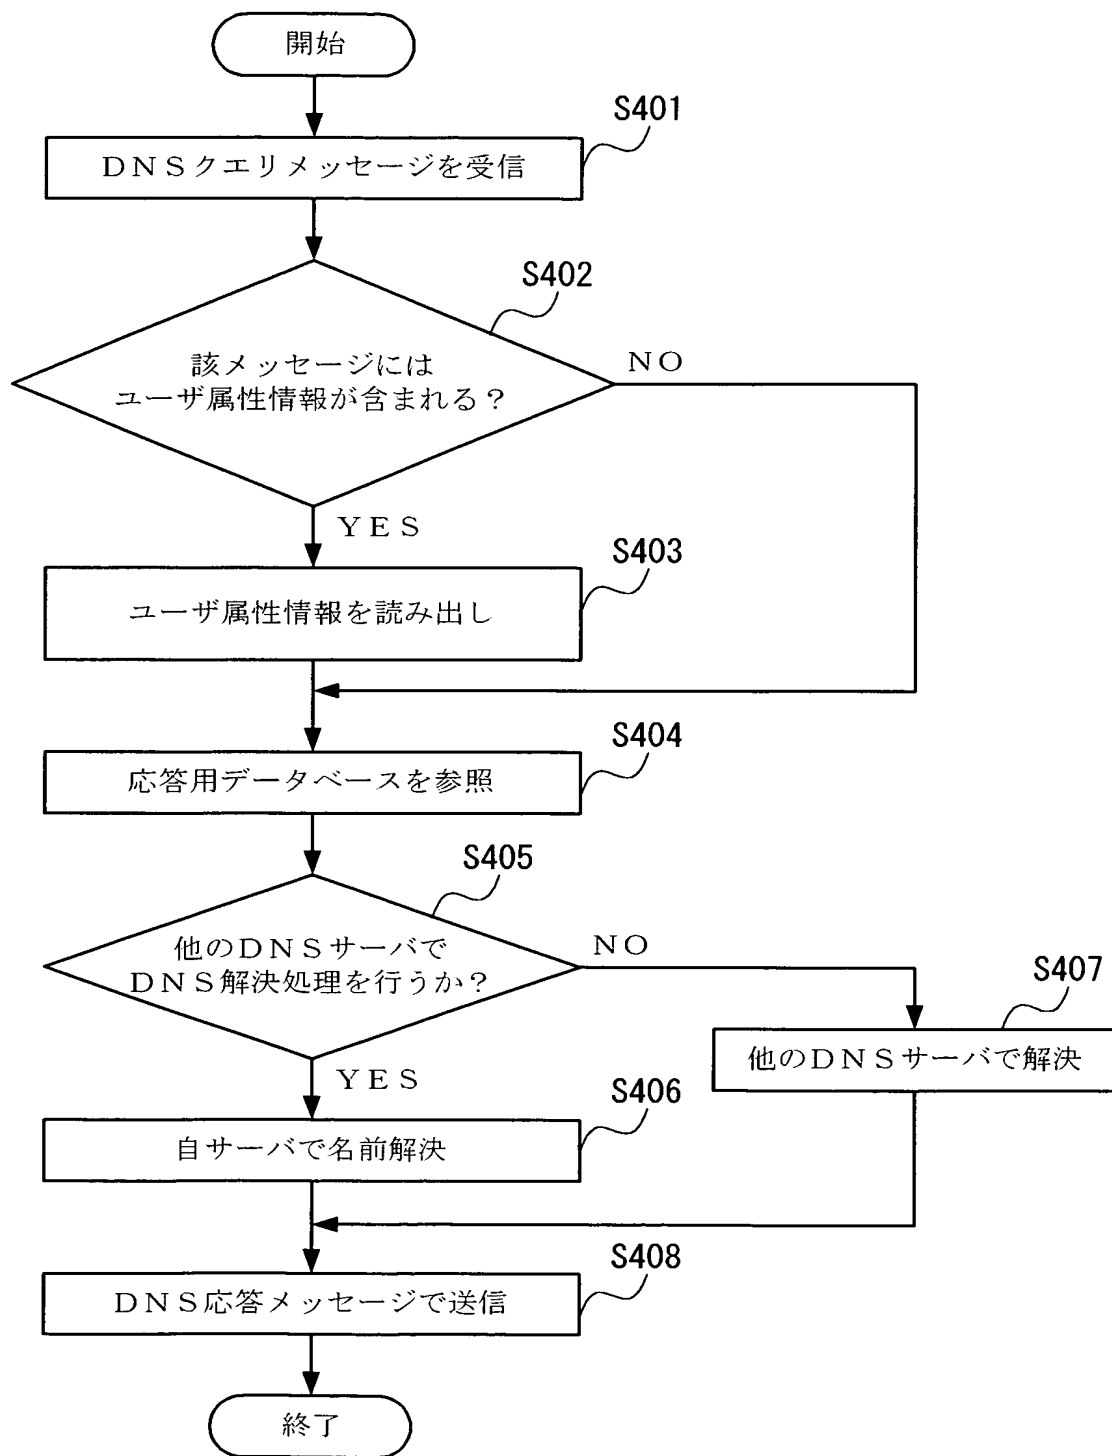 開始
S401
DNSクエリメッセージを受信
S402
該メッセージには
ユーザ属性情報が含まれる？
NO
YES
S403
ユーザ属性情報を読み出し
S404
応答用データベースを参照
S405
他のDNSサーバで
DNS解決処理を行うか？
NO
YES
S407
他のDNSサーバで解決
S406
自サーバで名前解決
S408
DNS応答メッセージで送信
終了